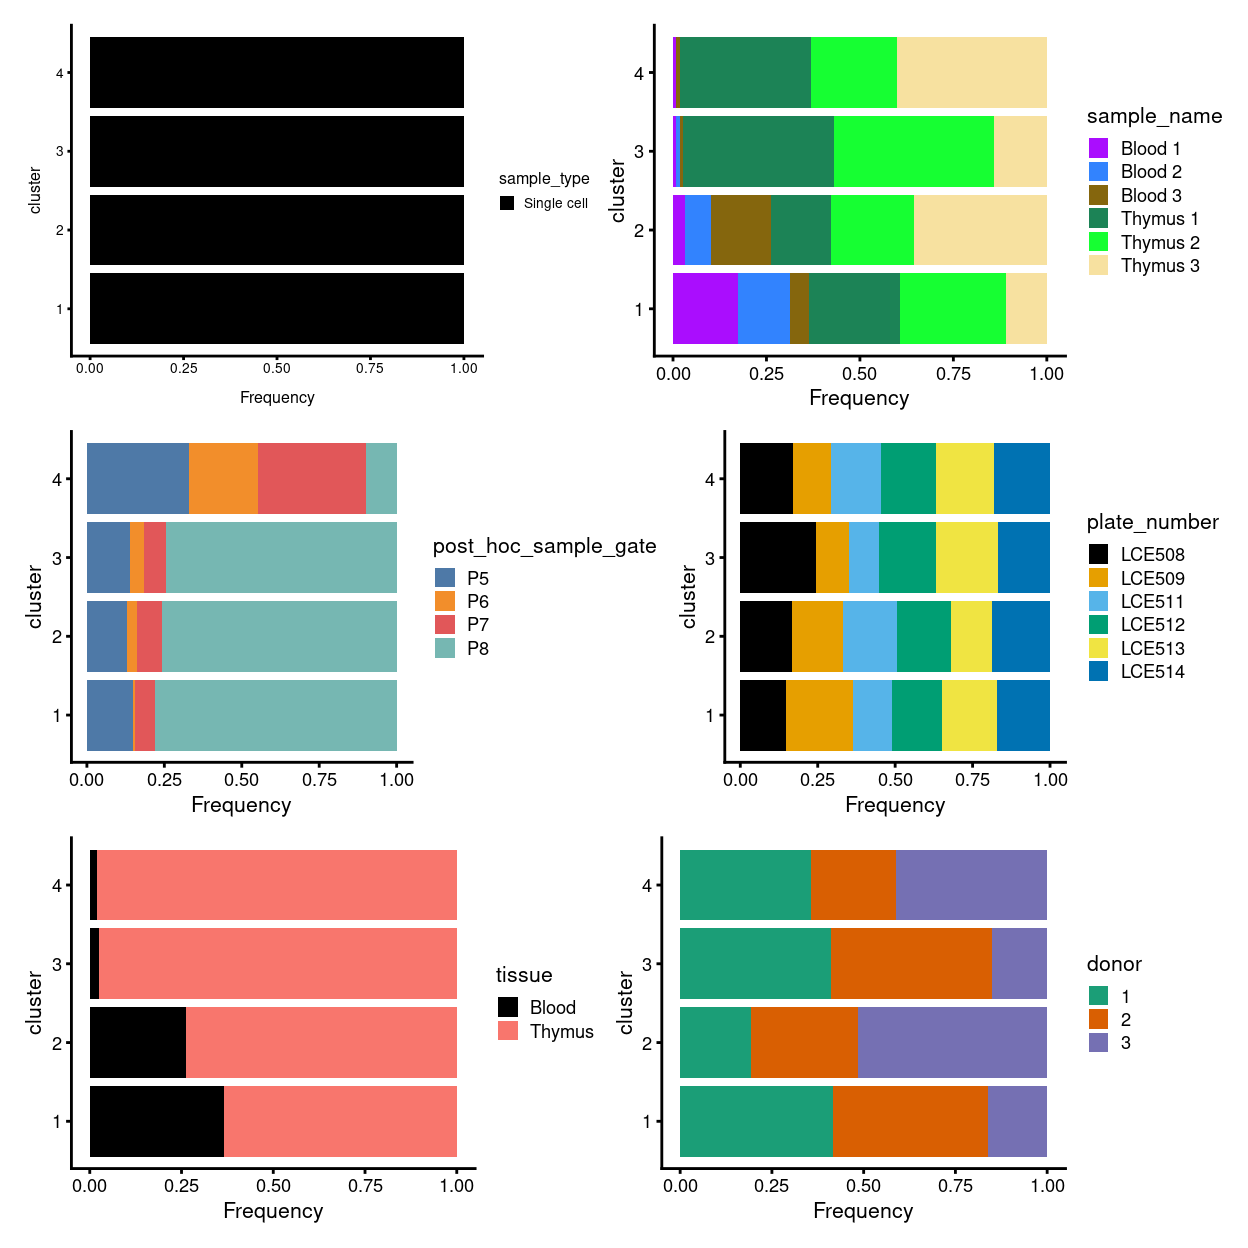 4
3
2
1
cluster
0.00 0.25 0.50 0.75 1.00
Frequency
sample_type
Single cell
4
3
2
1
cluster
0.00 0.25 0.50 0.75 1.00
Frequency
sample_name
Blood 1
Blood 2
Blood 3
Thymus 1
Thymus 2
Thymus 3
4
3
2
1
cluster
0.00 0.25 0.50 0.75 1.00
Frequency
post_hoc_sample_gate
P5
P6
P7
P8
4
3
2
1
cluster
0.00 0.25 0.50 0.75 1.00
Frequency
plate_number
LCE508
LCE509
LCE511
LCE512
LCE513
LCE514
4
3
2
1
cluster
0.00 0.25 0.50 0.75 1.00
Frequency
tissue
Blood
Thymus
4
3
2
1
cluster
0.00 0.25 0.50 0.75 1.00
Frequency
donor
1
2
3